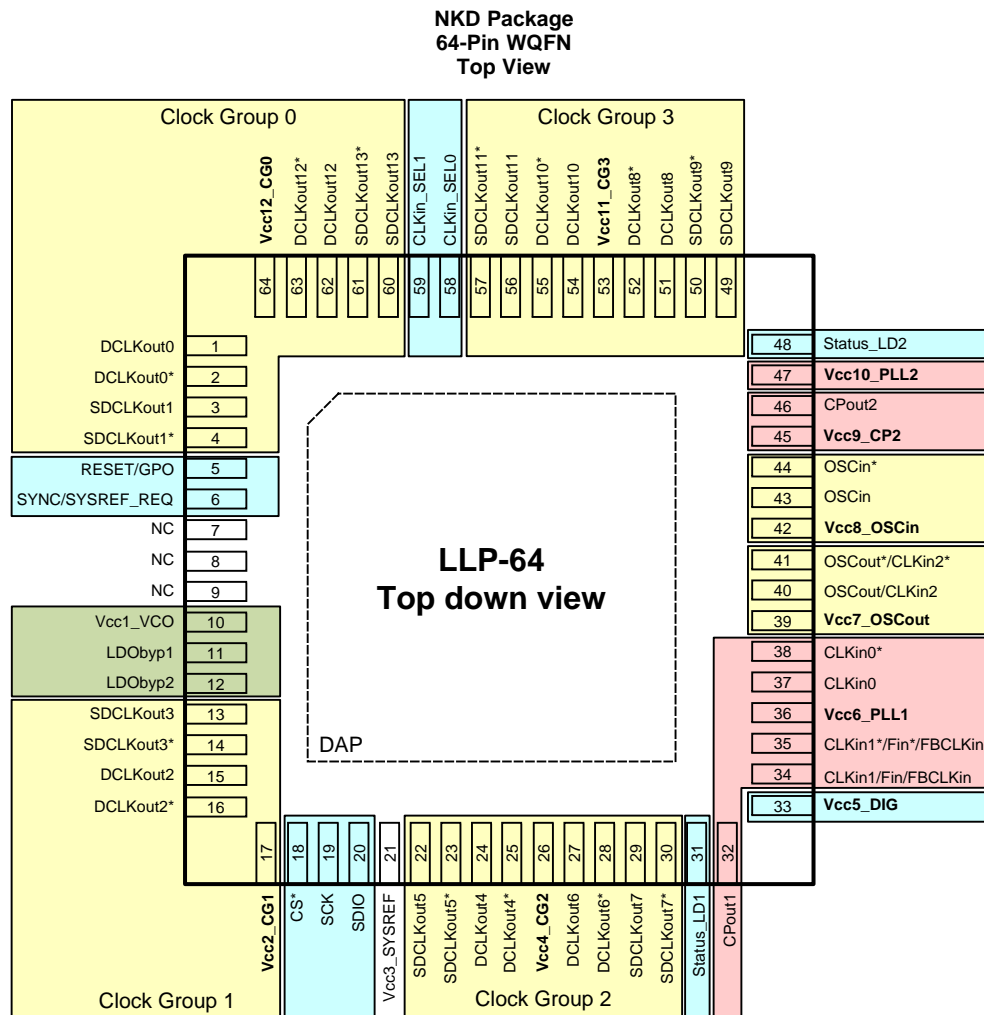 NKD Package
64-Pin WQFN
Top View
Clock Group 0
Clock Group 3
Vcc12_CG0
DCLKout12*
DCLKout12
SDCLKout13*
SDCLKout13
CLKin_SEL1
CLKin_SEL0
SDCLKout11*
SDCLKout11
DCLKout10*
DCLKout10
Vcc11_CG3
DCLKout8*
DCLKout8
SDCLKout9*
SDCLKout9
64
63
62
61
60
59
58
57
56
55
54
53
52
51
50
49
DCLKout0 1
DCLKout0* 2
SDCLKout1 3
SDCLKout1* 4
RESET/GPO 5
SYNC/SYSREF_REQ 6
NC 7
NC 8
NC 9
Vcc1_VCO 10
LDObyp1 11
LDObyp2 12
SDCLKout3 13
SDCLKout3* 14
DCLKout2 15
DCLKout2* 16
LLP-64
Top down view
DAP
48 Status_LD2
47 Vcc10_PLL2
46 CPout2
45 Vcc9_CP2
44 OSCin*
43 OSCin
42 Vcc8_OSCin
41 OSCout*/CLKin2*
40 OSCout/CLKin2
39 Vcc7_OSCout
38 CLKin0*
37 CLKin0
36 Vcc6_PLL1
35 CLKin1*/Fin*/FBCLKin
34 CLKin1/Fin/FBCLKin
33 Vcc5_DIG
17
18
19
20
21
22
23
24
25
26
27
28
29
30
31
32
Vcc2_CG1
CS*
SCK
SDIO
Vcc3_SYSREF
SDCLKout5
SDCLKout5*
DCLKout4
DCLKout4*
Vcc4_CG2
DCLKout6
DCLKout6*
SDCLKout7
SDCLKout7*
Status_LD1
CPout1
Clock Group 1
Clock Group 2